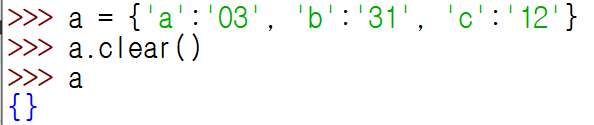 >>> a = {'a':'03', 'b':'31', 'c':'12'}
>>> a.clear()
>>> a
{}